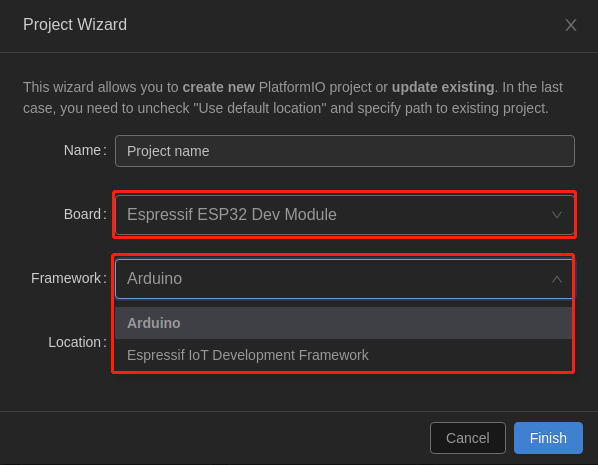 Project Wizard
This wizard allows you to create new PlatformIO project or update existing. In the last
case, you need to uncheck "Use default location" and specify path to existing project.
Name: Project name
Board: Espressif ESP32 Dev Module
Framework: Arduino
Arduino
Location:
Espressif IoT Development Framework
Cancel Finish